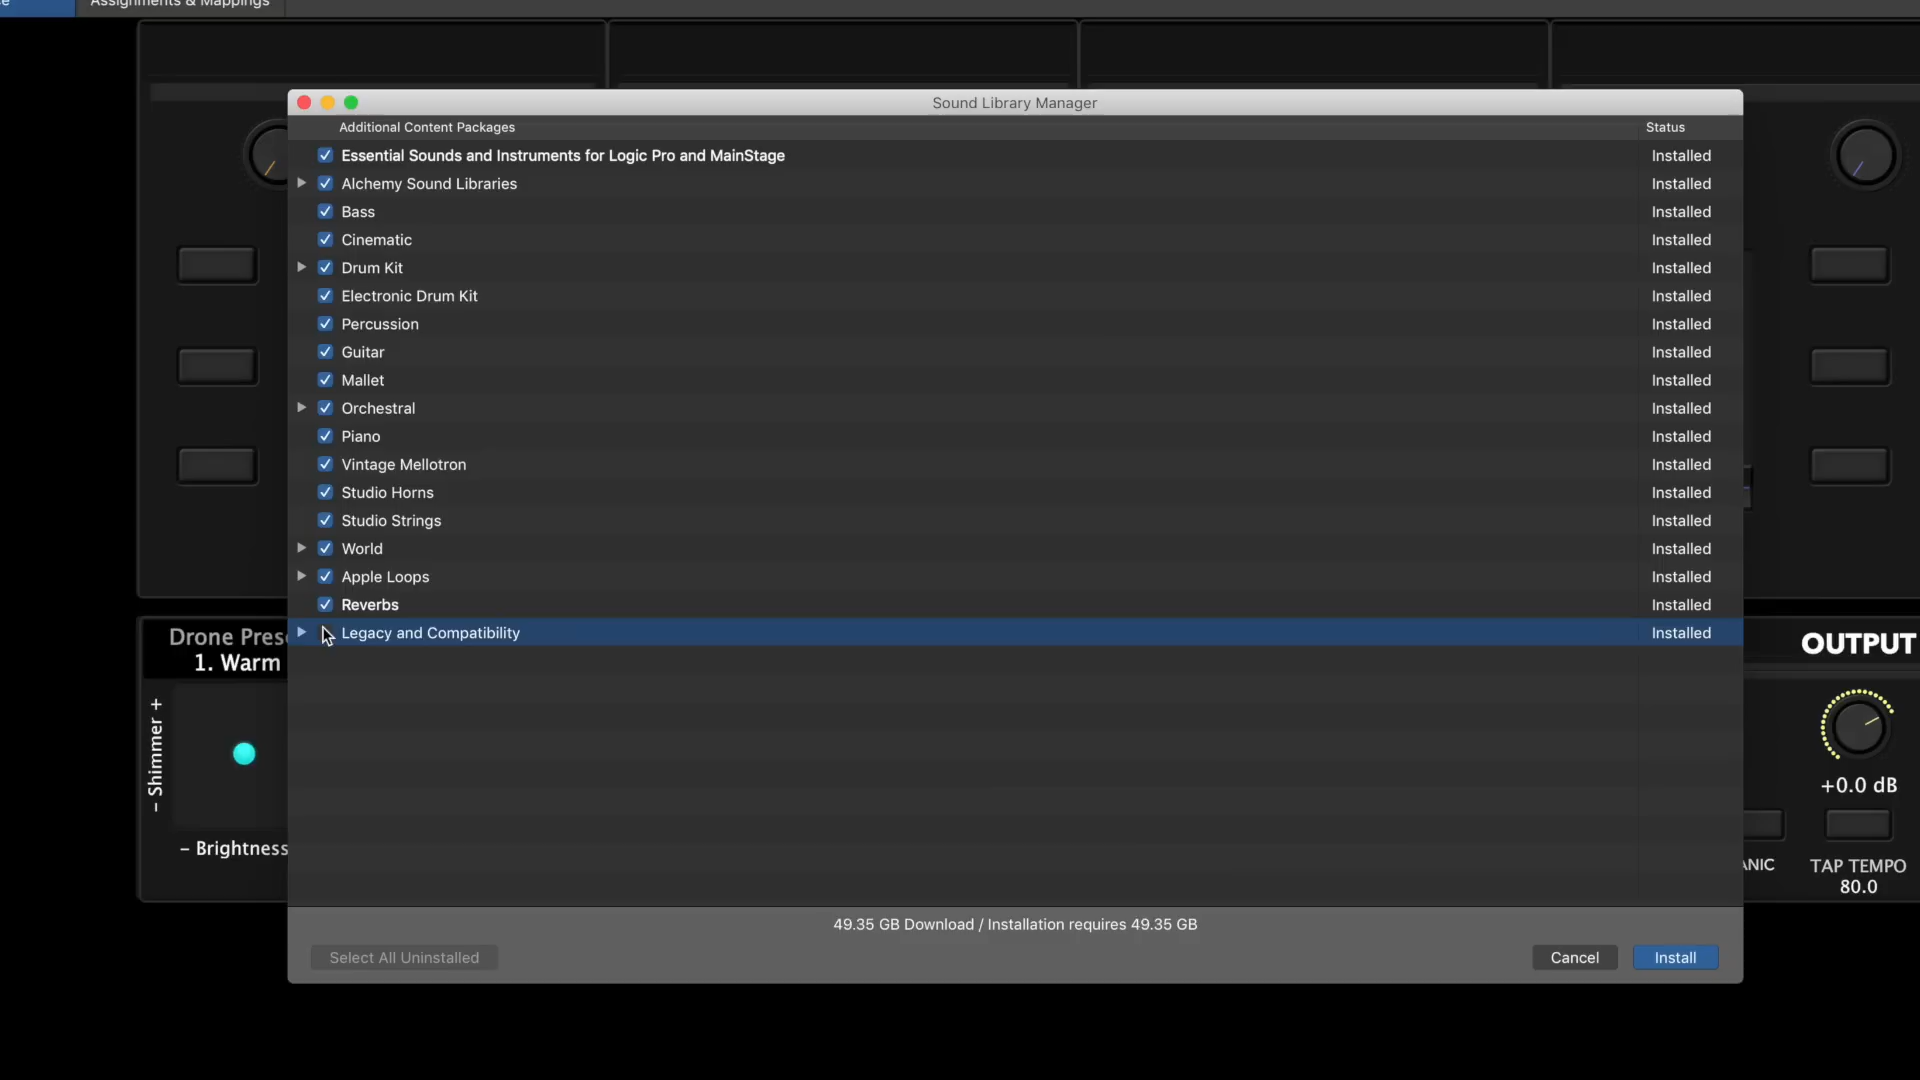 Assignments & Mappings
Sound Library Manager
Additional Content Packages Status
Essential Sounds and Instruments for Logic Pro and MainStage Installed
Alchemy Sound Libraries Installed
Bass Installed
Cinematic Installed
Drum Kit Installed
Electronic Drum Kit Installed
Percussion Installed
Guitar Installed
Mallet Installed
Orchestral Installed
Piano Installed
Vintage Mellotron Installed
Studio Horns Installed
Studio Strings Installed
World Installed
Apple Loops Installed
Reverbs Installed
Legacy and Compatibility Installed
Drone Pres
1. Warm
OUTPUT
– Shimmer +
– Brightness
+0.0 dB
ANIC
TAP TEMPO
80.0
49.35 GB Download / Installation requires 49.35 GB
Select All Uninstalled
Cancel
Install